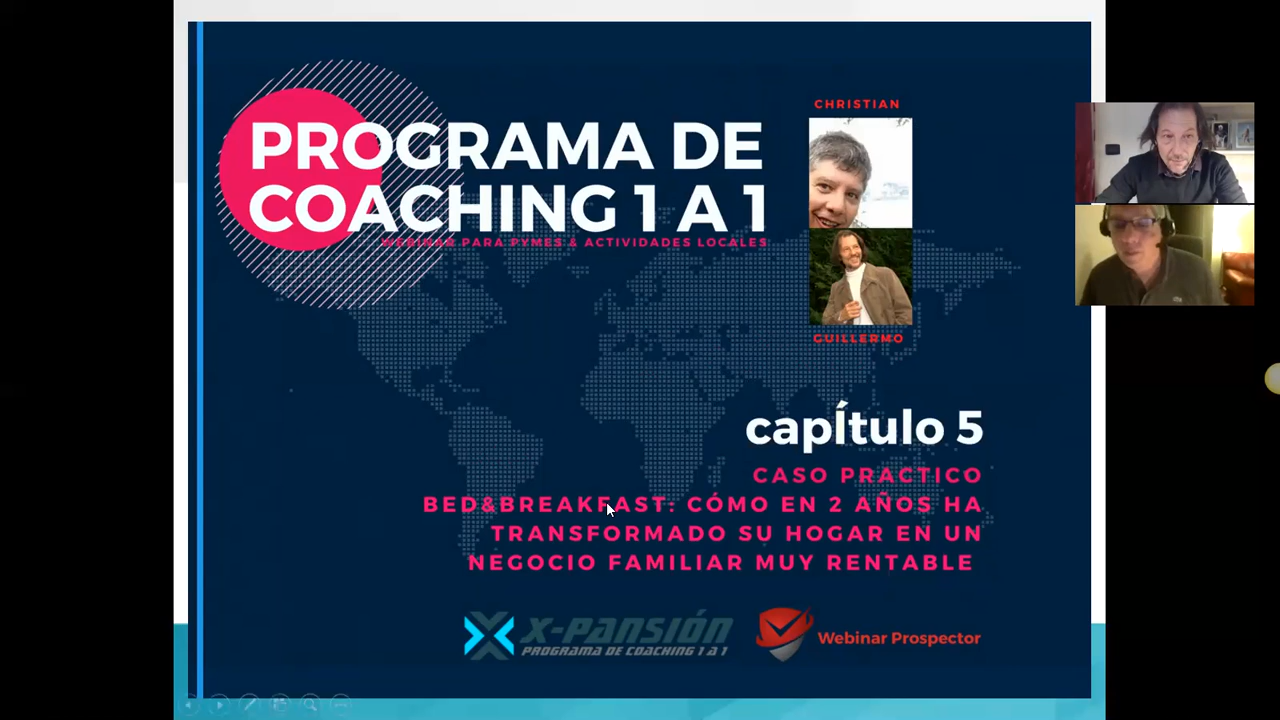 PROGRAMA DE
COACHING 1 A 1
WEBINAR PARA PYMES & ACTIVIDADES LOCALES
CHRISTIAN
GUILLERMO
capÍtulo 5
CASO PRACTICO
BED&BREAKFAST: CÓMO EN 2 AÑOS HA
TRANSFORMADO SU HOGAR EN UN
NEGOCIO FAMILIAR MUY RENTABLE
X-PANSIÓN
PROGRAMA DE COACHING 1 A 1
Webinar Prospector